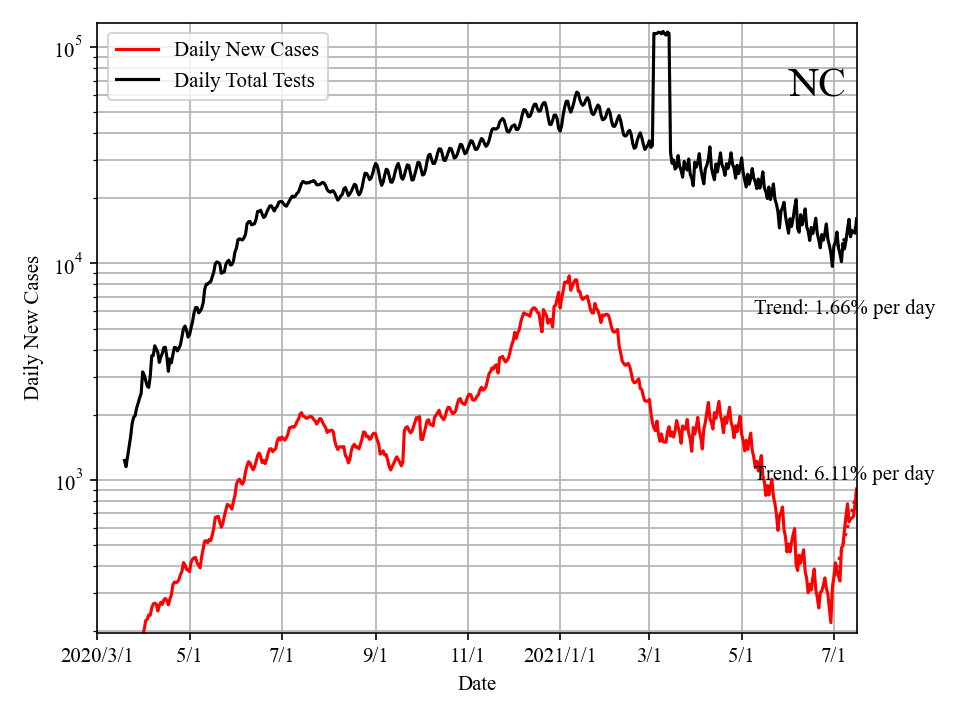 Daily New Cases
Daily Total Tests
NC
10^5
10^4
10^3
Daily New Cases
Trend: 1.66% per day
Trend: 6.11% per day
2020/3/1 5/1 7/1 9/1 11/1 2021/1/1 3/1 5/1 7/1
Date